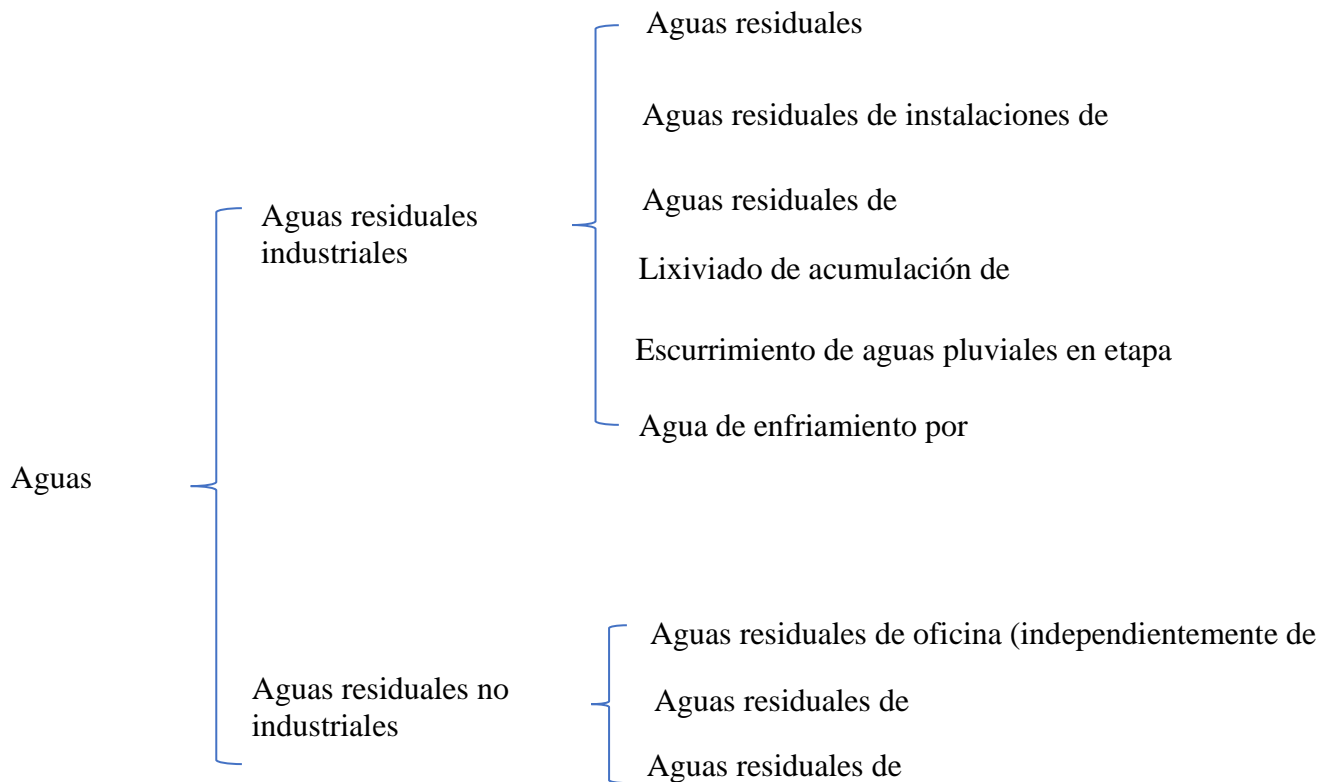 Aguas residuales
Aguas residuales de instalaciones de
Aguas residuales
industriales
Aguas residuales de
Lixiviado de acumulación de
Escurrimiento de aguas pluviales en etapa
Agua de enfriamiento por
Aguas
Aguas residuales no
industriales
Aguas residuales de oficina (independientemente de
Aguas residuales de
Aguas residuales de